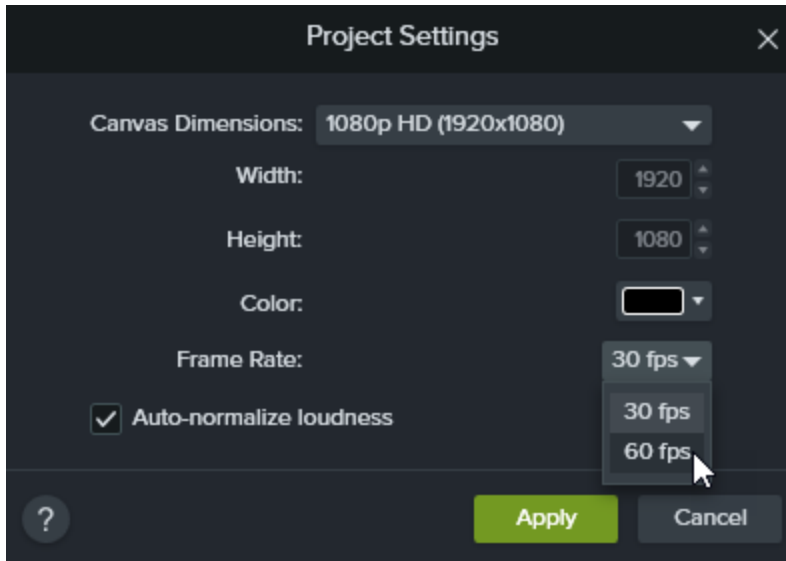 Project Settings
Canvas Dimensions: 1080p HD (1920x1080)
Width: 1920
Height: 1080
Color:
Frame Rate: 30 fps
30 fps
Auto-normalize loudness
60 fps
? Apply Cancel